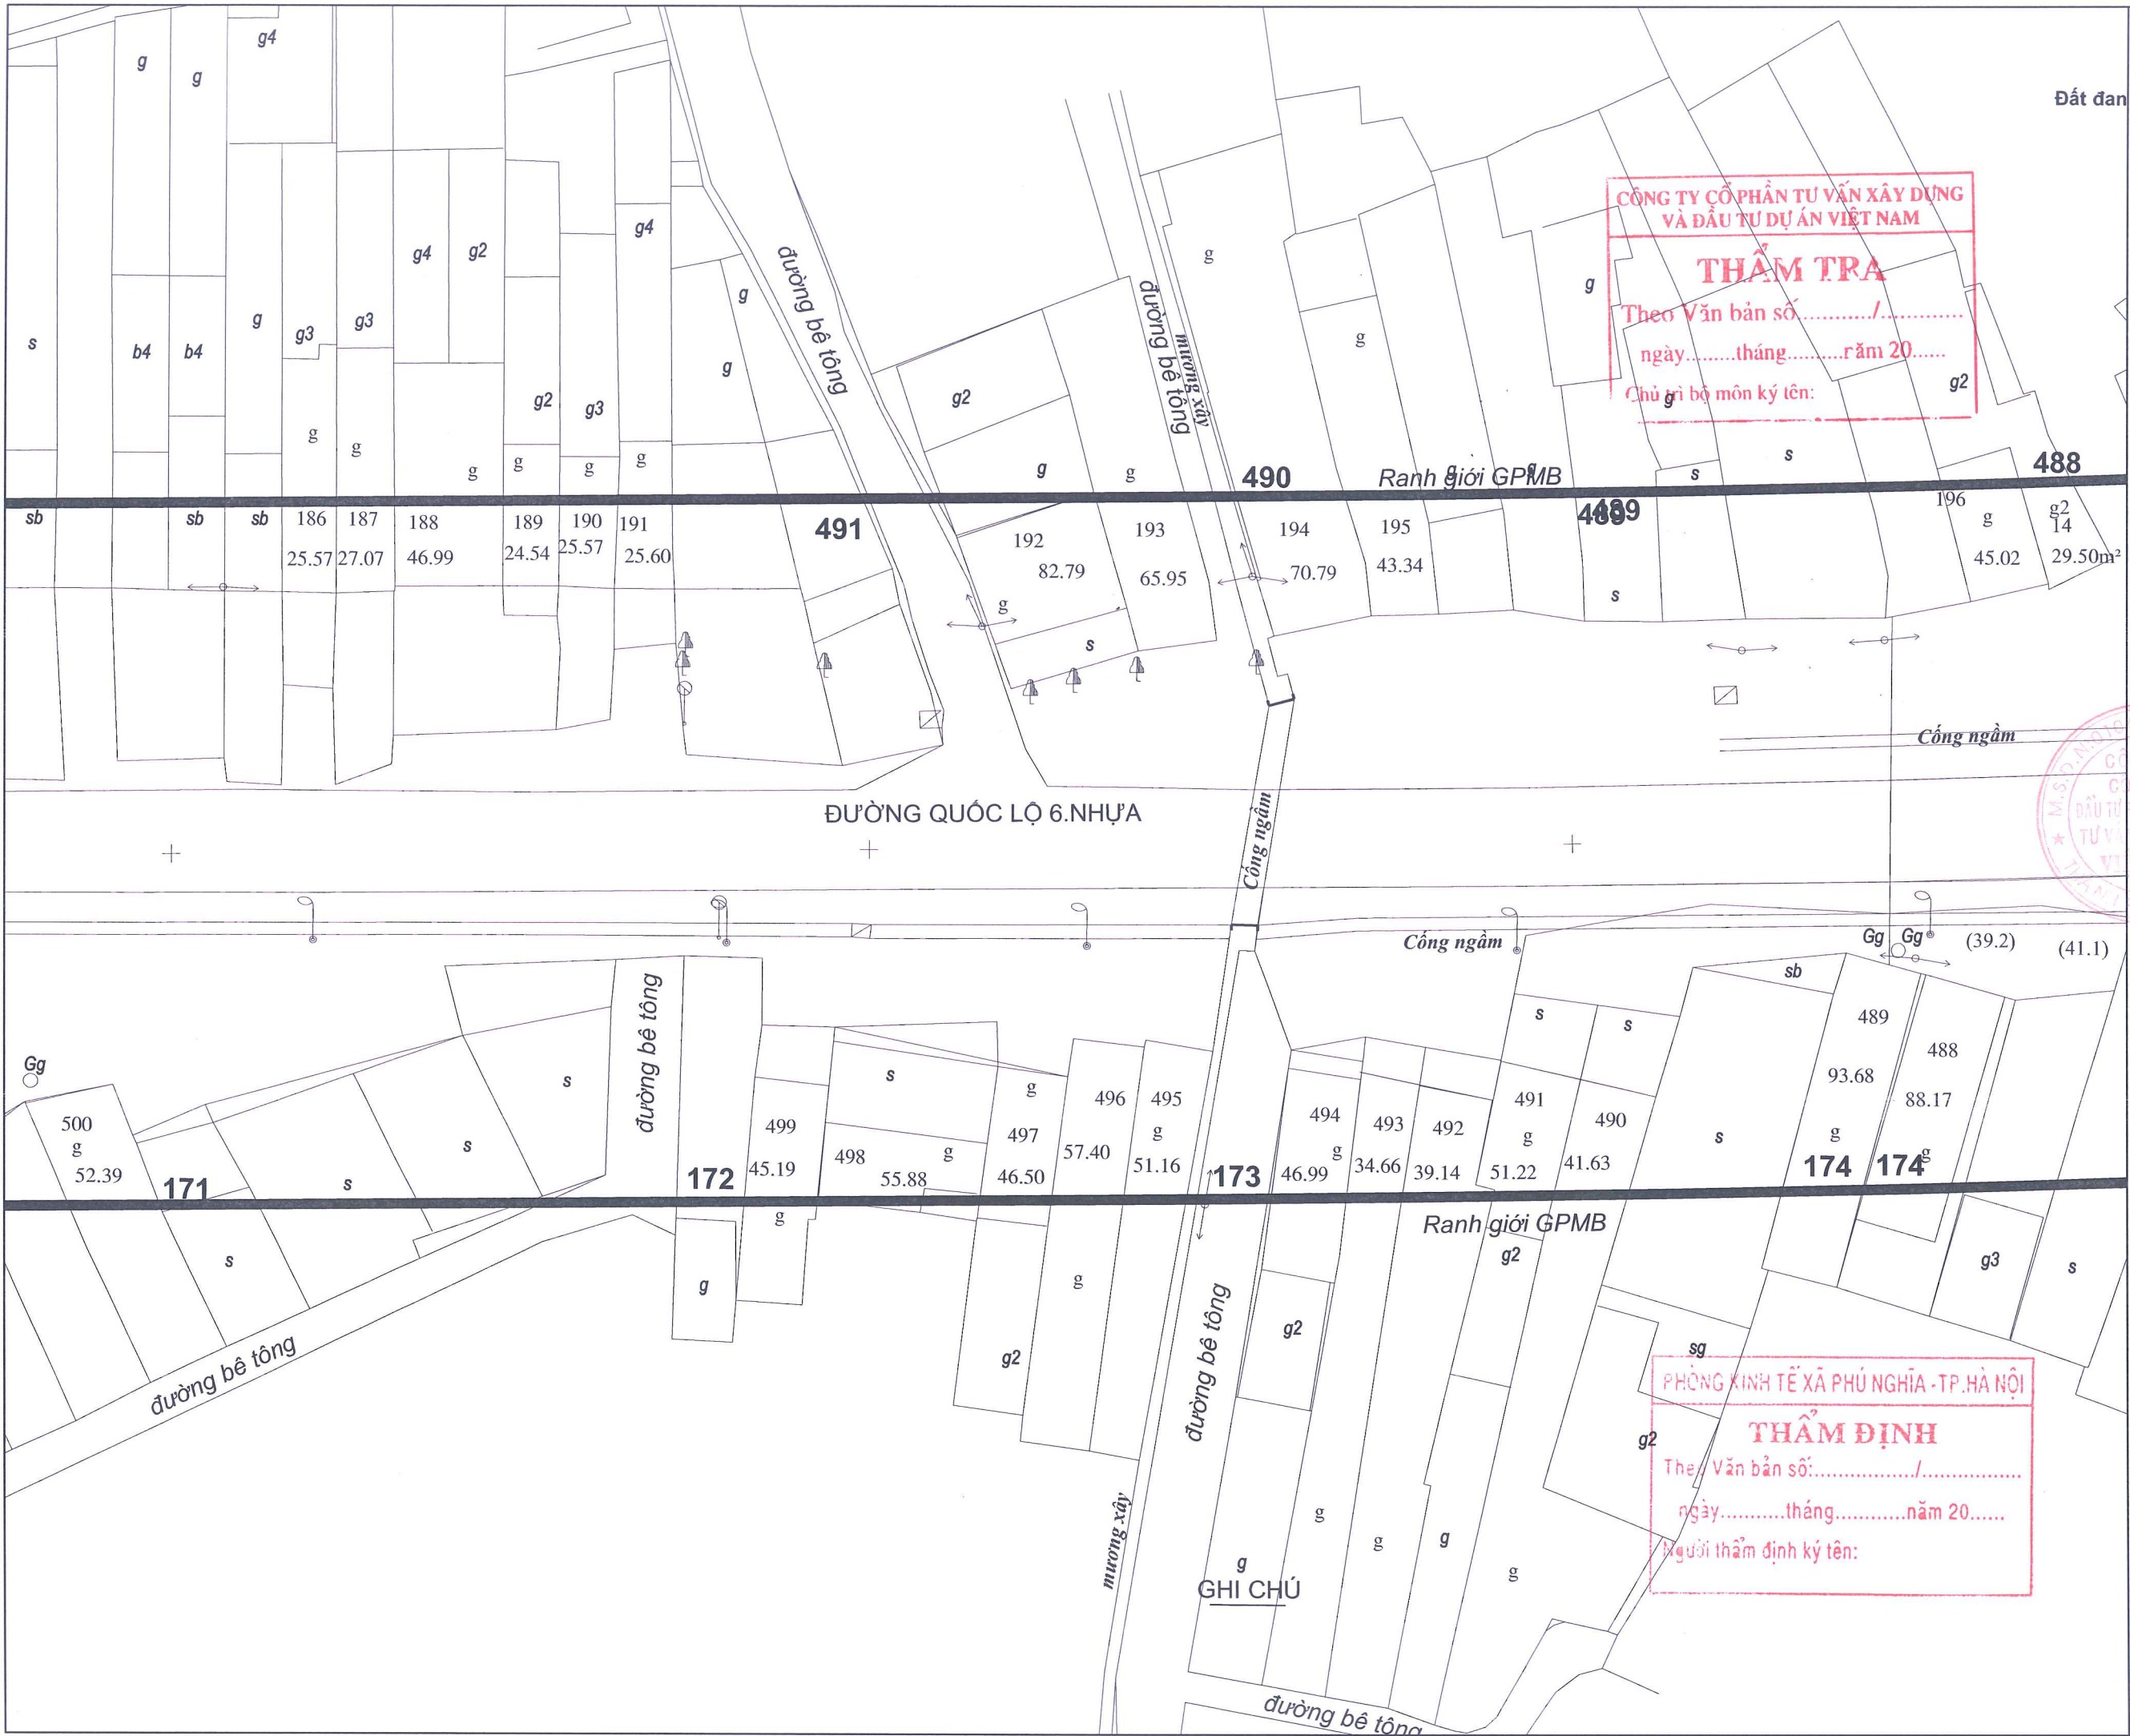 g4
g
g
Đất đan
CÔNG TY CỔ PHẦN TƯ VẤN XÂY DỰNG
VÀ ĐẦU TƯ DỰ ÁN VIỆT NAM
THẨM TRA
Theo Văn bản số............/............
ngày........tháng.........năm 20......
Chủ trì bộ môn ký tên:
g4
g4
g2
g
g
g
s
b4
b4
g
g3
g3
g
g
g
g2
g3
g2
g2
g
đường bê tông
đường bê tông
mương xây
g
g
g
g
g
g
g
g
490
Ranh giới GPMB
g
g
s
s
488
sb
sb
sb
186
187
188
189
190
191
491
192
193
194
195
489
489
196
g
g2
14
25.57
27.07
46.99
24.54
25.57
25.60
82.79
65.95
70.79
43.34
45.02
29.50m²
g
s
s
Cống ngầm
ĐƯỜNG QUỐC LỘ 6.NHỰA
Cống ngầm
M.S.D.N:010
ĐẦU TƯ
Cống ngầm
Gg
Gg
(39.2)
(41.1)
sb
đường bê tông
s
s
Gg
s
s
g
500
g
52.39
499
45.19
498
g
55.88
497
46.50
496
57.40
495
g
51.16
494
g
46.99
493
34.66
492
39.14
491
g
51.22
490
41.63
s
489
93.68
g
488
88.17
g
s
s
171
172
173
174
174
Ranh giới GPMB
s
g
g
g2
g
g2
g2
g3
s
sg
g2
đường bê tông
đường bê tông
PHÒNG KINH TẾ XÃ PHÚ NGHĨA -TP.HÀ NỘI
THẨM ĐỊNH
Theo Văn bản số:................./.................
ngày...........tháng............năm 20......
Người thẩm định ký tên:
mương xây
g
g
g
g
g
GHI CHÚ
đường bê tông